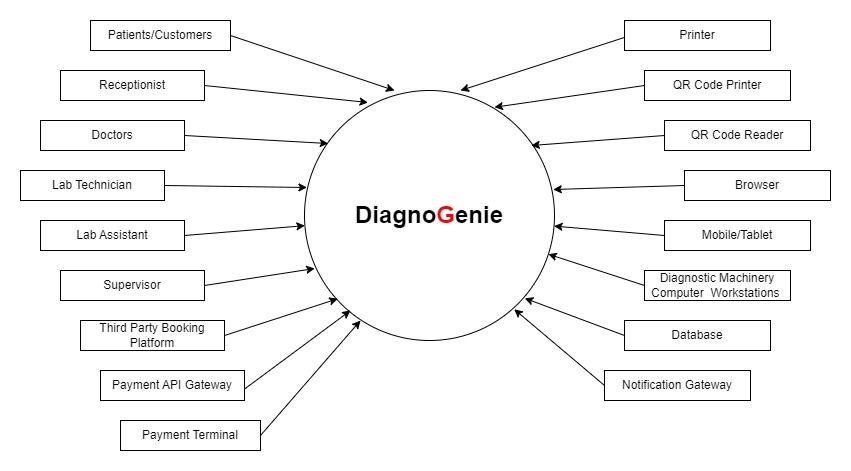 Patients/Customers
Receptionist
Doctors
Lab Technician
Lab Assistant
Supervisor
Third Party Booking
Platform
Payment API Gateway
Payment Terminal
DiagnoGenie
Printer
QR Code Printer
QR Code Reader
Browser
Mobile/Tablet
Diagnostic Machinery
Computer Workstations
Database
Notification Gateway